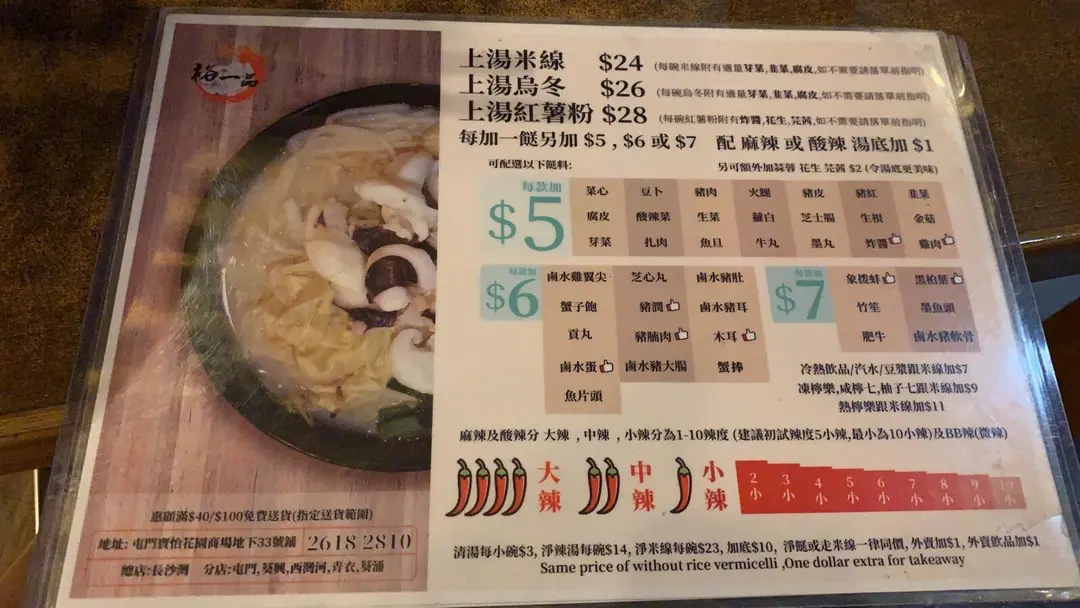 裕一品
上湯米線 $24 (每碗米線附有適量芽菜,韮菜,腐皮,如不需要請落單前指明)
上湯烏冬 $26 (每碗烏冬附有適量芽菜,韮菜,腐皮,如不需要請落單前指明)
上湯紅薯粉 $28 (每碗紅薯粉附有炸醬,花生,芫茜,如不需要請落單前指明)
每加一餸另加 $5 , $6 或 $7 配 麻辣 或 酸辣 湯底加 $1
可配選以下餸料: 另可額外加蒜蓉 花生 芫茜 $2 (令湯底更美味)
每款加 $5
菜心 豆卜 豬肉 火腿 豬皮 豬紅 韮菜
腐皮 酸辣菜 生菜 蘿白 芝士腸 生根 金菇
芽菜 扎肉 魚旦 牛丸 墨丸 炸醬 雞肉
每款加 $6
鹵水雞翼尖 芝心丸 鹵水豬肚
蟹子飽 豬潤 鹵水豬耳
貢丸 豬腩肉 木耳
鹵水蛋 鹵水豬大腸 蟹捧
魚片頭
每款加 $7
象拔蚌 黑柏葉
竹笙 墨魚頭
肥牛 鹵水豬軟骨
冷熱飲品/汽水/豆漿跟米線加$7
凍檸樂,咸檸七,柚子七跟米線加$9
熱檸樂跟米線加$11
麻辣及酸辣分 大辣 , 中辣 , 小辣分為1-10辣度 (建議初試辣度5小辣,最小為10小辣)及BB辣(微辣)
大辣 中辣 小辣
2小 3小 4小 5小 6小 7小 8小 9小 10小
惠顧滿$40/$100免費送貨(指定送貨範圍)
地址: 屯門寶怡花園商場地下33號鋪 2618 2810
總店:長沙灣 分店:屯門,葵興,西灣河,青衣,葵涌
清湯每小碗$3, 淨辣湯每碗$14, 淨米線每碗$23, 加底$10, 淨餸或走米線一律同價, 外賣加$1, 外賣飲品加$1
Same price of without rice vermicelli ,One dollar extra for takeaway